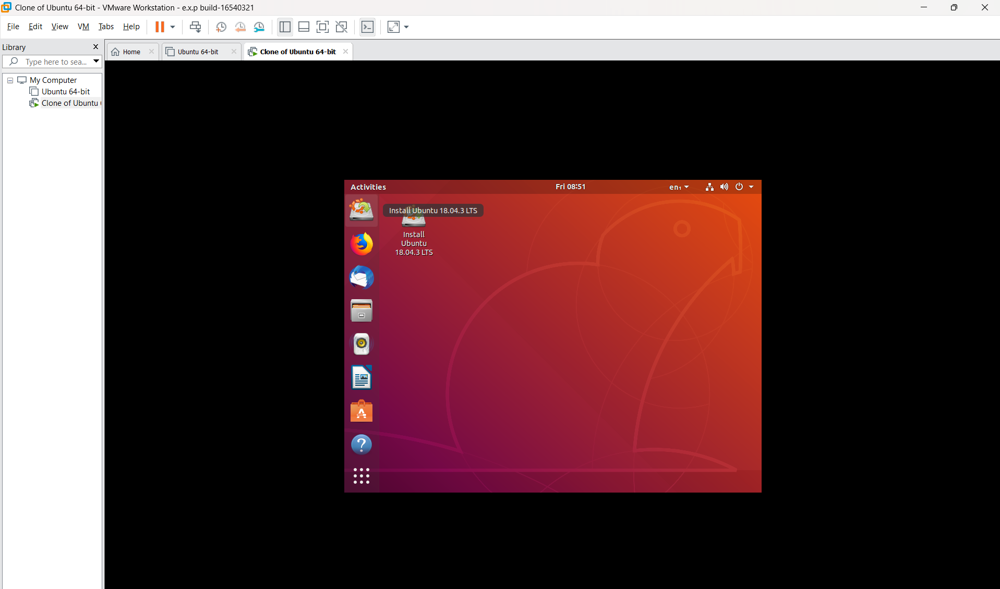 Clone of Ubuntu 64-bit - VMware Workstation - e.x.p build-16540321
File Edit View VM Tabs Help
Library
Home
Ubuntu 64-bit
Clone of Ubuntu 64-bit
Type here to sea...
My Computer
Ubuntu 64-bit
Clone of Ubuntu
Activities
Fri 08:51
en₁
Install Ubuntu 18.04.3 LTS
Install
Ubuntu
18.04.3 LTS